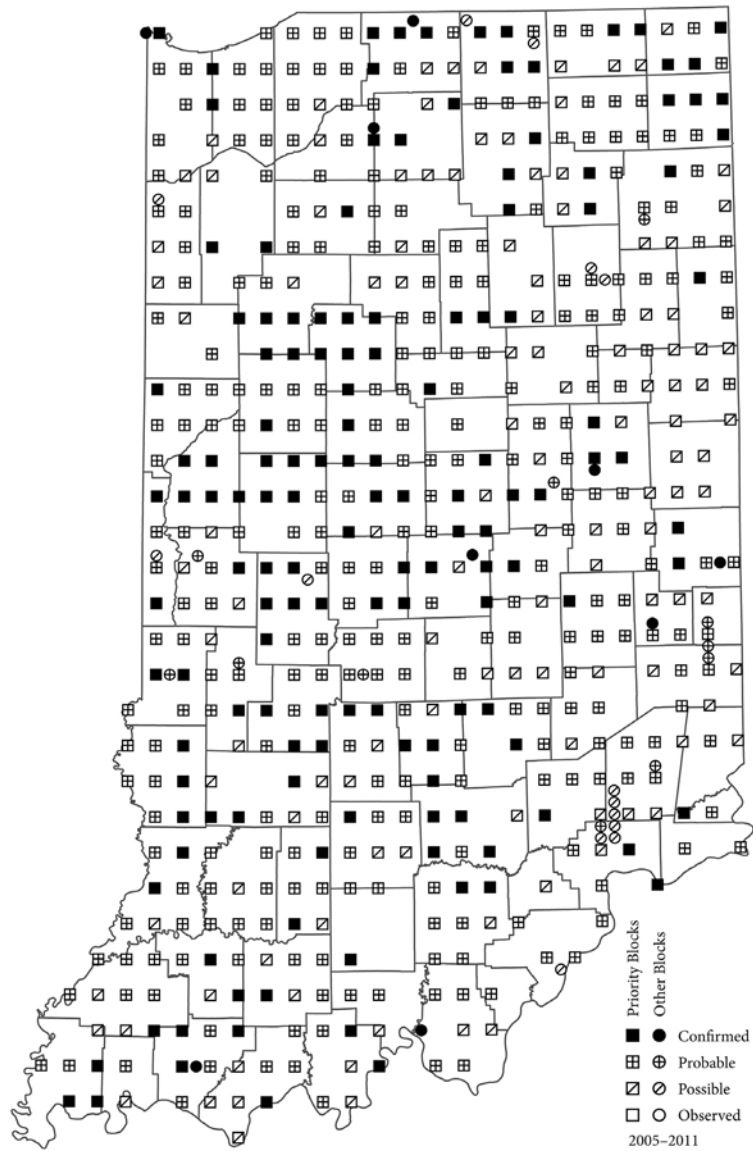 Priority Blocks
Other Blocks
Confirmed
Probable
Possible
Observed
2005–2011